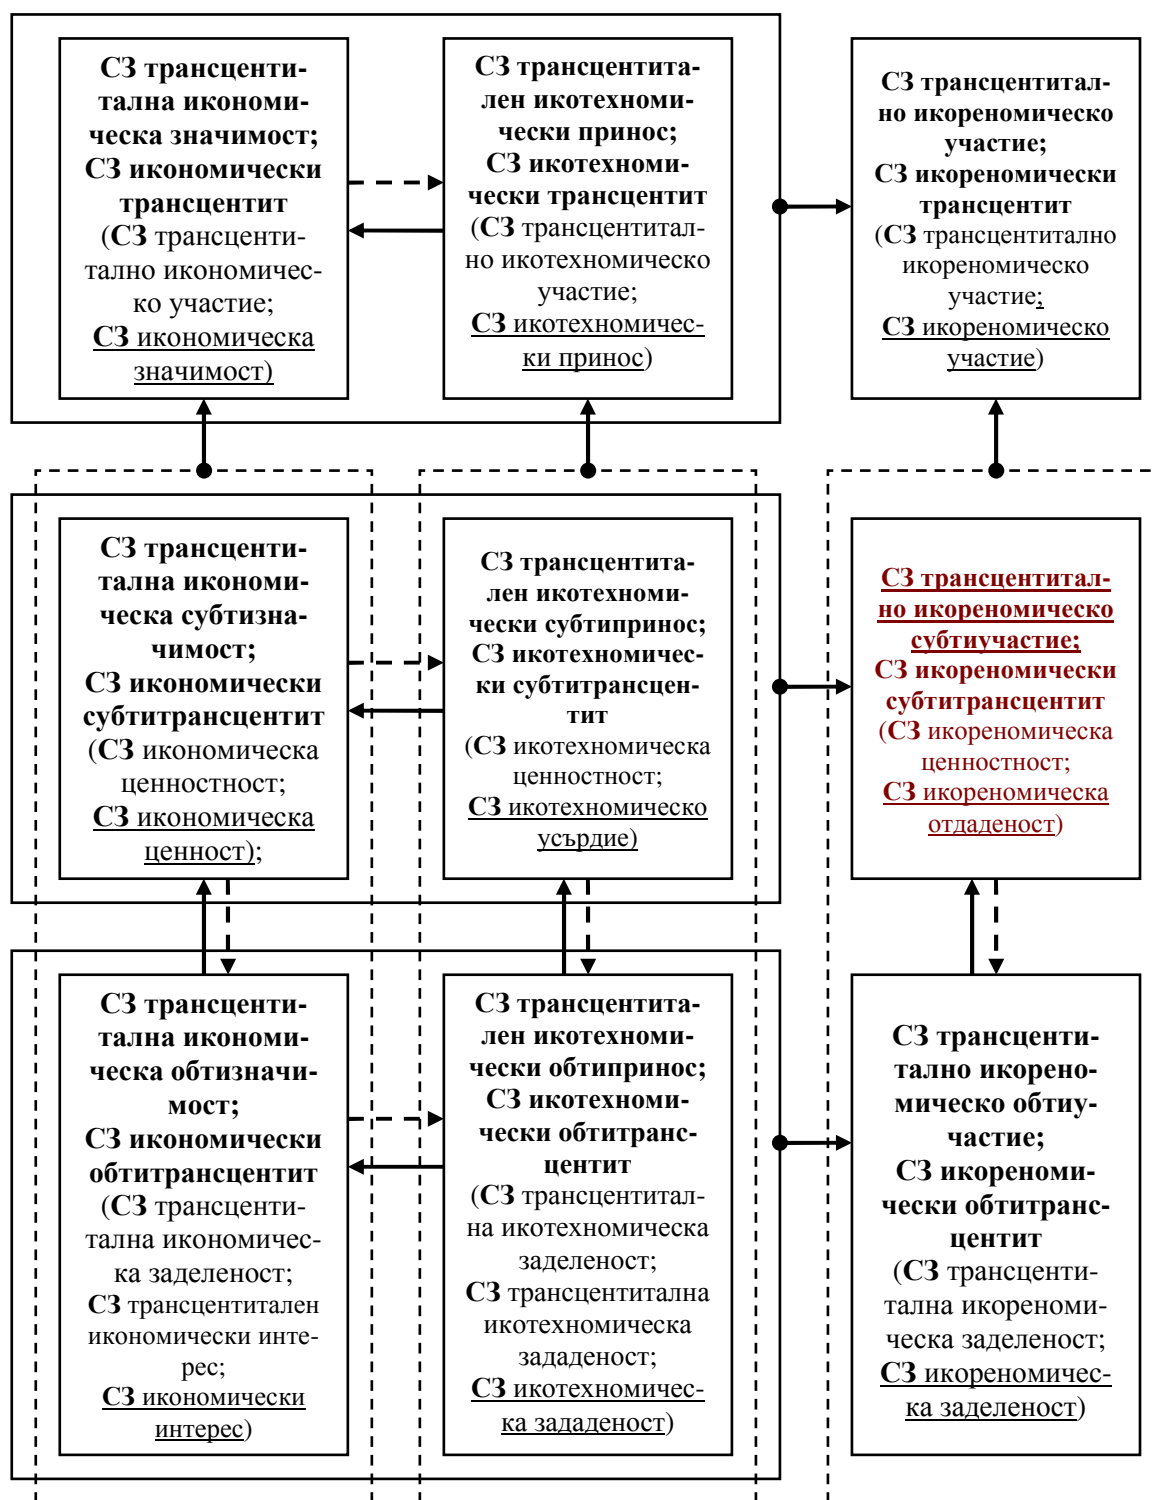 СЗ трансценти-
тална икономи-
ческа значимост;
СЗ икономически
трансцентит
(СЗ трансценти-
тално икономичес-
ко участие;
СЗ икономическа
значимост)
СЗ трансцентита-
лен икотехноми-
чески принос;
СЗ икотехноми-
чески трансцентит
(СЗ трансцентитал-
но икотехномическо
участие;
СЗ икотехномичес-
ки принос)
СЗ трансцентитал-
но икореномическо
участие;
СЗ икореномически
трансцентит
(СЗ трансцентитално
икореномическо
участие;
СЗ икореномическо
участие)
СЗ трансценти-
тална икономи-
ческа субтизна-
чимост;
СЗ икономически
субтитрансцентит
(СЗ икономическа
ценностност;
СЗ икономическа
ценност);
СЗ трансцентита-
лен икотехноми-
чески субтипринос;
СЗ икотехномичес-
ки субтитрансцен-
тит
(СЗ икотехномическа
ценностност;
СЗ икотехномическо
усърдие)
СЗ трансцентитал-
но икореномическо
субтиучастие;
СЗ икореномически
субтитрансцентит
(СЗ икореномическа
ценностност;
СЗ икореномическа
отдаденост)
СЗ трансценти-
тална икономи-
ческа обтизначи-
мост;
СЗ икономически
обтитрансцентит
(СЗ трансценти-
тална икономичес-
ка заделеност;
СЗ трансцентитален
икономически инте-
рес;
СЗ икономически
интерес)
СЗ трансцентита-
лен икотехноми-
чески обтипринос;
СЗ икотехноми-
чески обтитранс-
центит
(СЗ трансцентитал-
на икотехномическа
заделеност;
СЗ трансцентитална
икотехномическа
зададеност;
СЗ икотехномичес-
ка зададеност)
СЗ трансценти-
тално икорено-
мическо обтиу-
частие;
СЗ икореноми-
чески обтитранс-
центит
(СЗ трансценти-
тална икореноми-
ческа заделеност;
СЗ икореномичес-
ка заделеност)